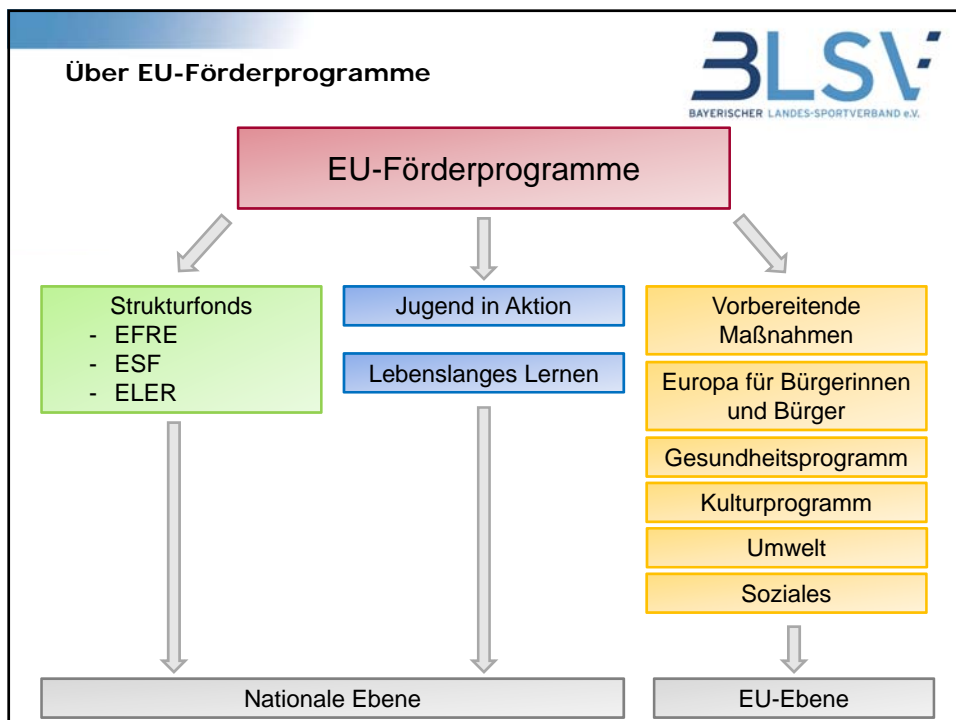 Über EU-Förderprogramme
BLSV
BAYERISCHER LANDES-SPORTVERBAND e.V.
EU-Förderprogramme
Strukturfonds
- EFRE
- ESF
- ELER
Jugend in Aktion
Lebenslanges Lernen
Vorbereitende
Maßnahmen
Europa für Bürgerinnen
und Bürger
Gesundheitsprogramm
Kulturprogramm
Umwelt
Soziales
Nationale Ebene
EU-Ebene